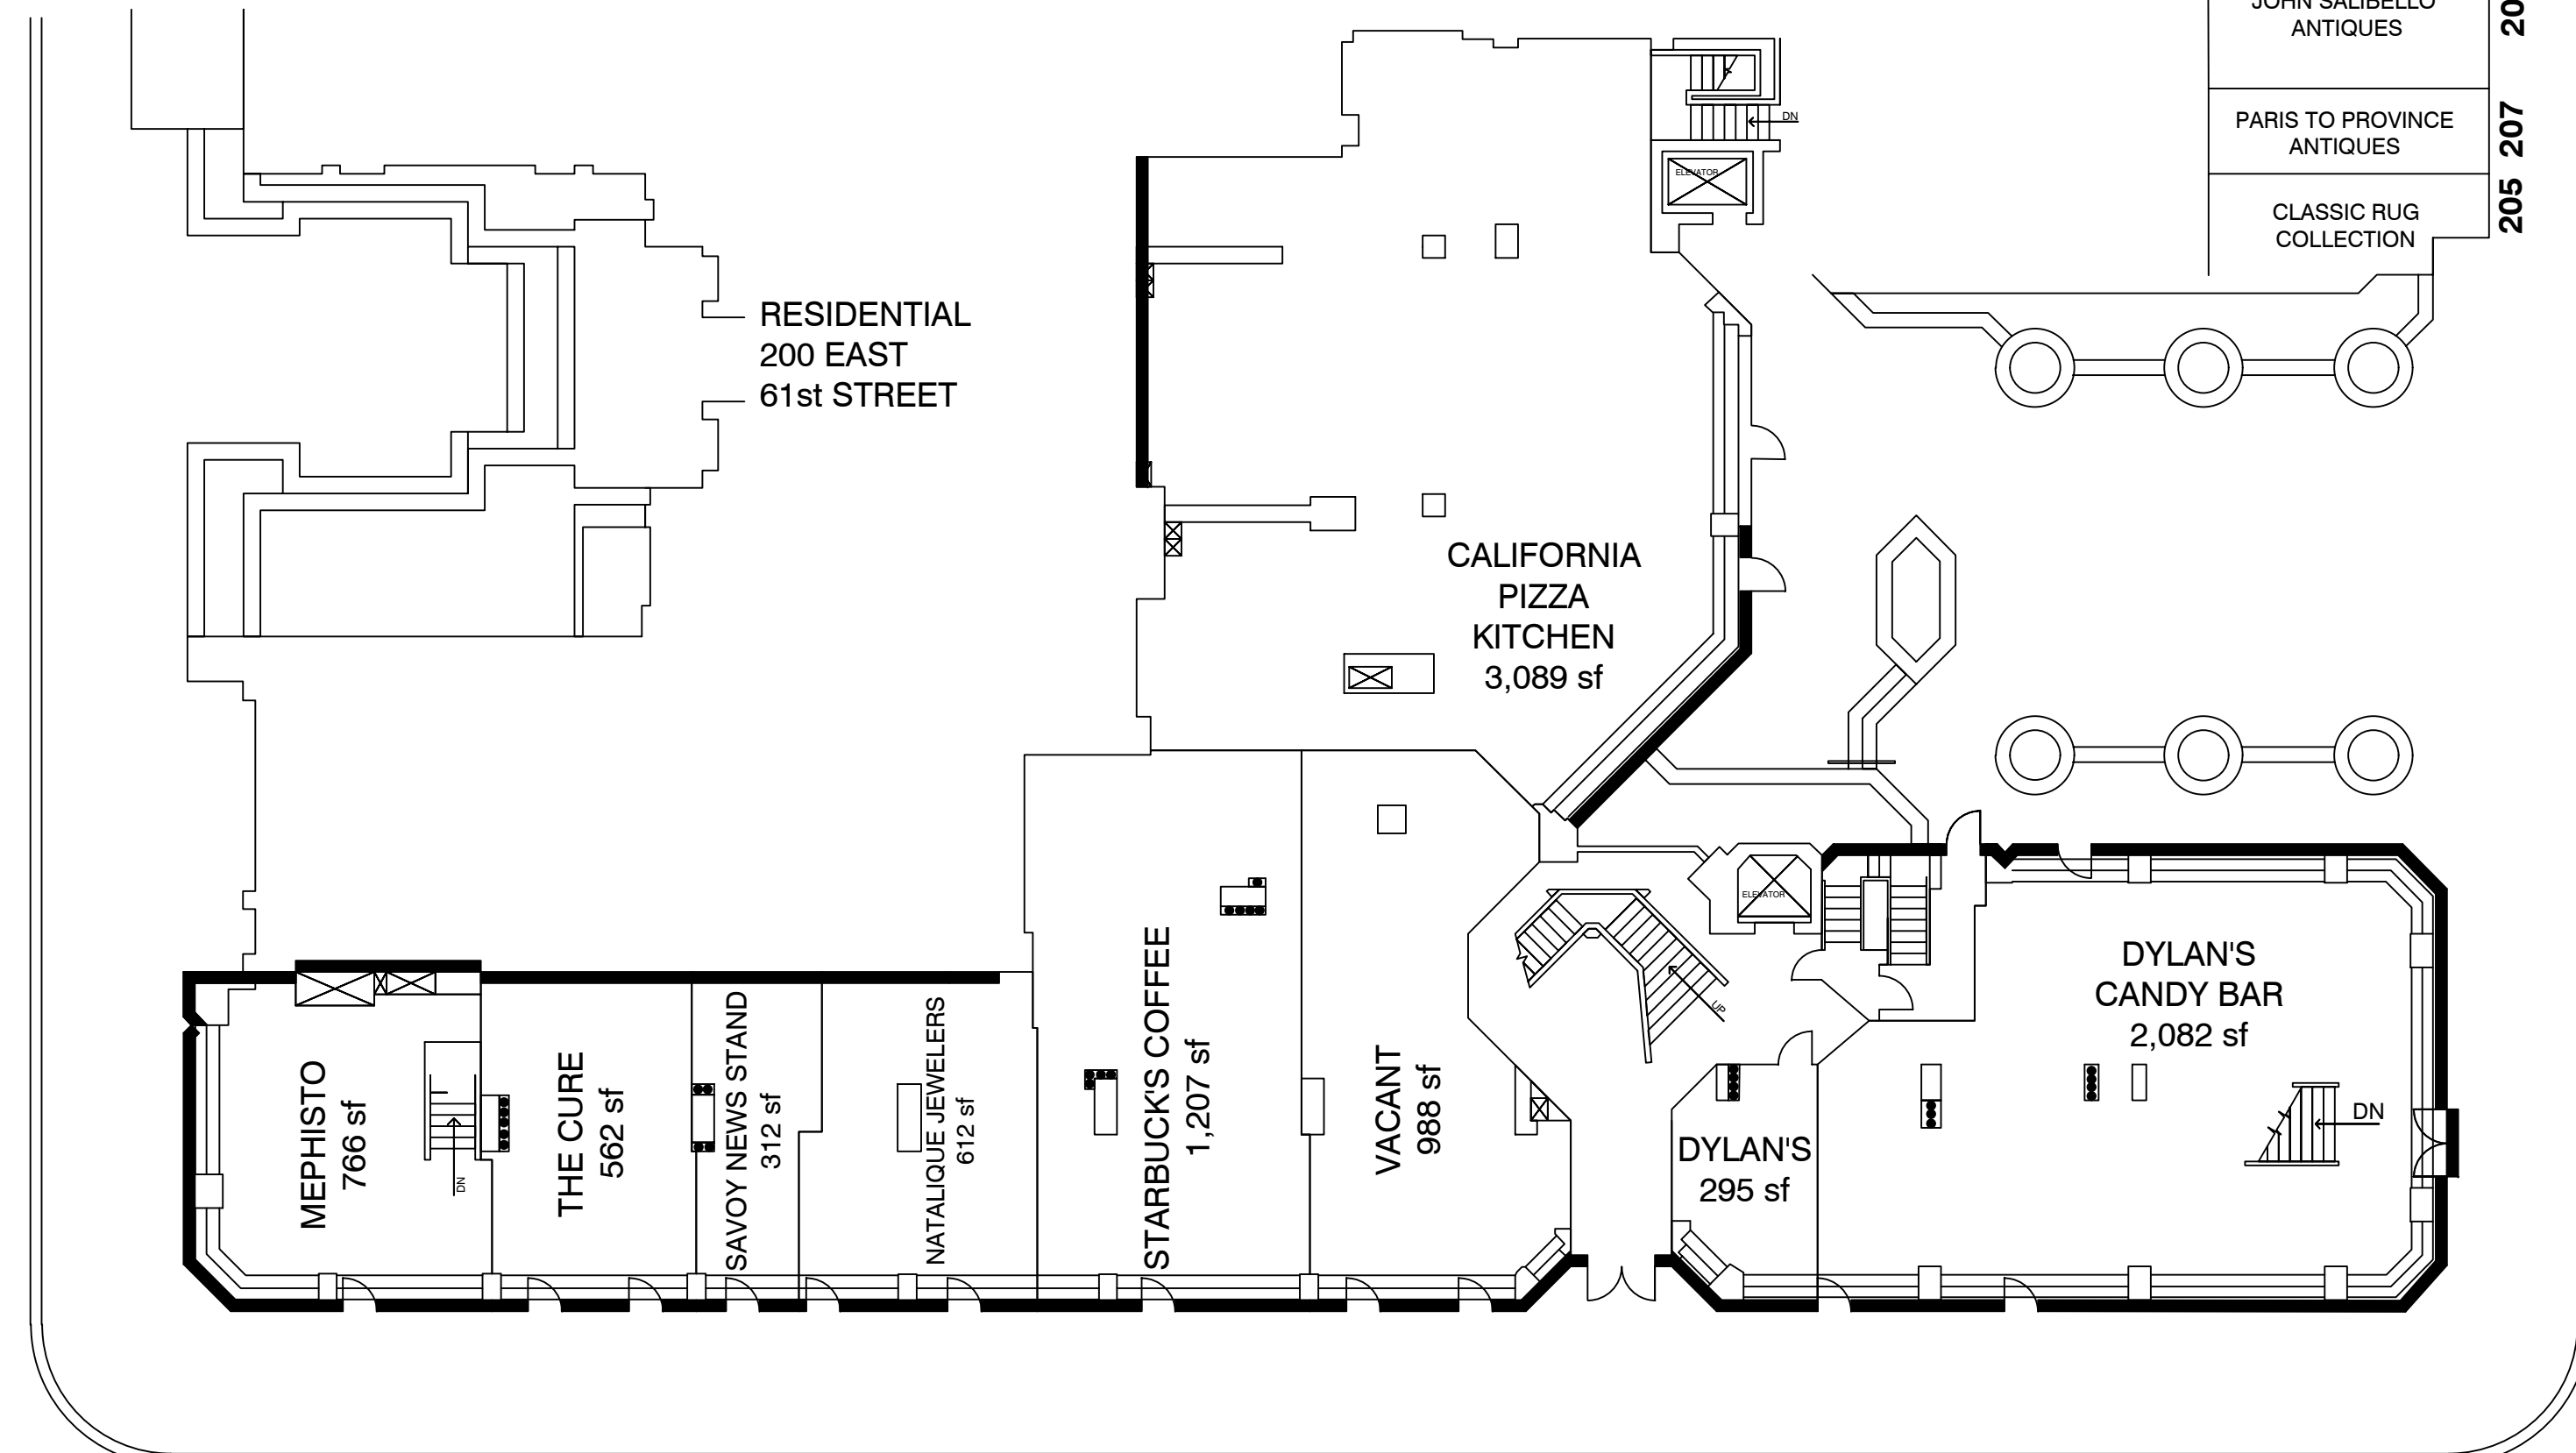 JOHN SALIBELLO
ANTIQUES
PARIS TO PROVINCE
ANTIQUES
207
CLASSIC RUG
COLLECTION
205
DN
ELEVATOR
RESIDENTIAL
200 EAST
61st STREET
CALIFORNIA
PIZZA
KITCHEN
3,089 sf
ELEVATOR
UP
DYLAN'S
CANDY BAR
2,082 sf
DN
MEPHISTO
766 sf
DN
THE CURE
562 sf
SAVOY NEWS STAND
312 sf
NATALIQUE JEWELERS
612 sf
STARBUCK'S COFFEE
1,207 sf
VACANT
988 sf
DYLAN'S
295 sf